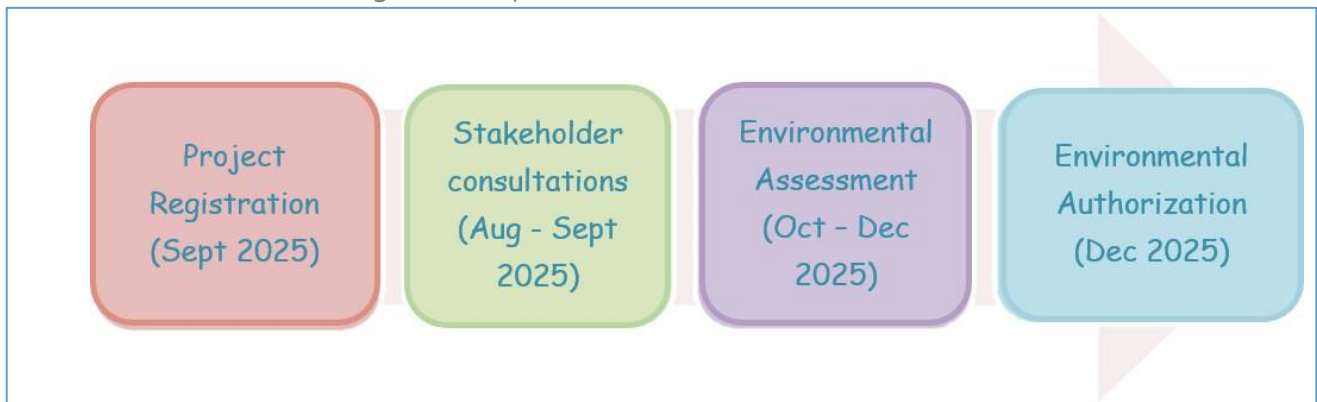 Project
Registration
(Sept 2025)
Stakeholder
consultations
(Aug - Sept
2025)
Environmental
Assessment
(Oct – Dec
2025)
Environmental
Authorization
(Dec 2025)